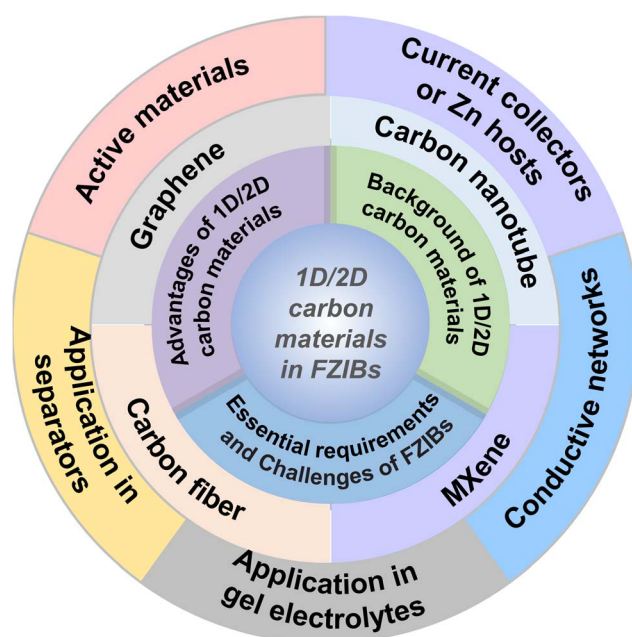 Active materials
Current collectors
or Zn hosts
Graphene
Carbon nanotube
Advantages of 1D/2D
carbon materials
Background of 1D/2D
carbon materials
1D/2D
carbon
materials
in FZIBs
Essential requirements
and Challenges of FZIBs
Carbon fiber
MXene
Application in
separators
Conductive networks
Application in
gel electrolytes